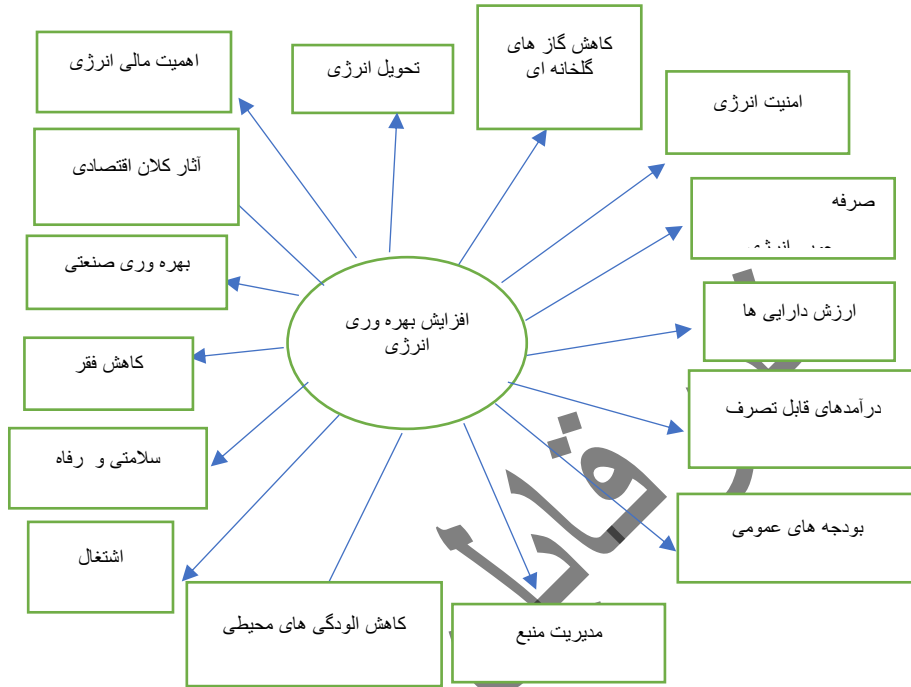 کاهش گاز های
گلخانه ای
تحویل انرژی
اهمیت مالی انرژی
امنیت انرژی
آثار کلان اقتصادی
صرفه
انرژی
بهره وری صنعتی
ارزش دارایی ها
افزایش بهره وری
انرژی
کاهش فقر
درآمدهای قابل تصرف
سلامتی و رفاه
بودجه های عمومی
اشتغال
کاهش الودگی های محیطی
مدیریت منبع